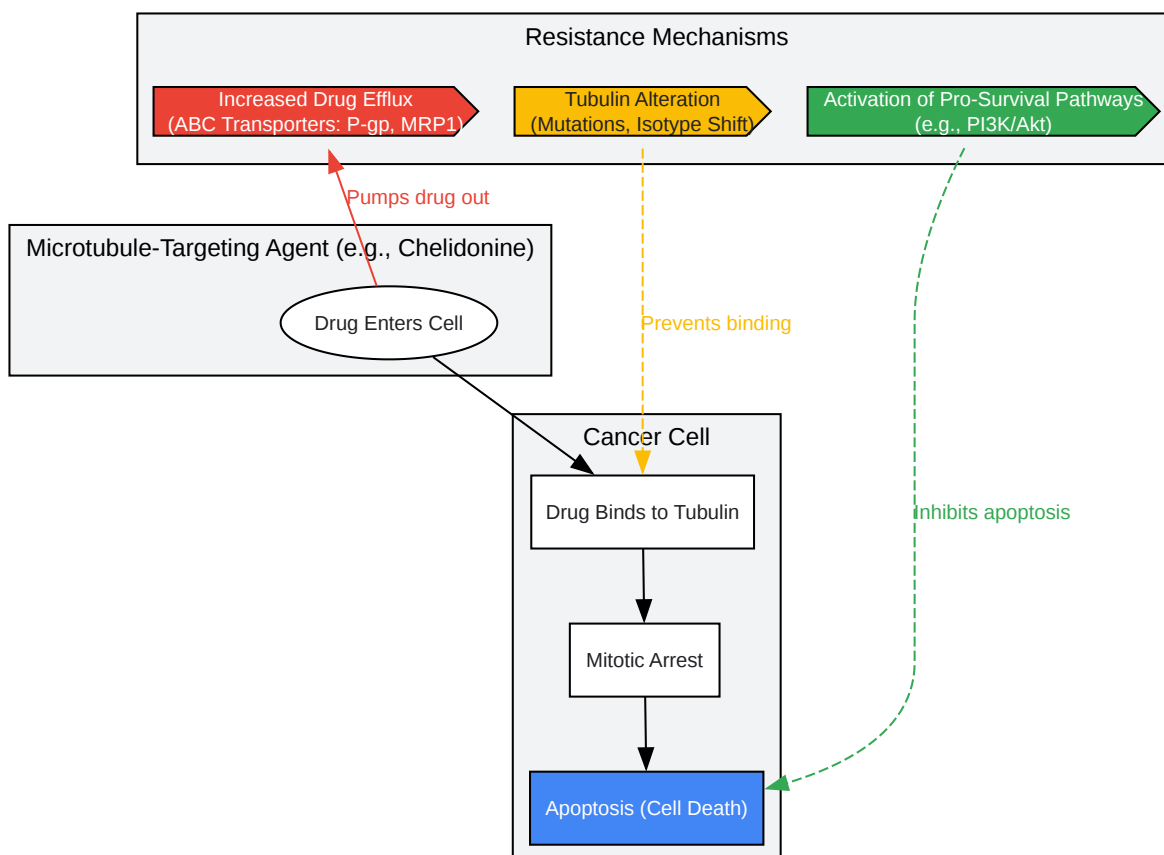 Resistance Mechanisms
Increased Drug Efflux
(ABC Transporters: P-gp, MRP1)
Tubulin Alteration
(Mutations, Isotype Shift)
Activation of Pro-Survival Pathways
(e.g., PI3K/Akt)
Pumps drug out
Microtubule-Targeting Agent (e.g., Chelidonine)
Drug Enters Cell
Prevents binding
Cancer Cell
Drug Binds to Tubulin
Inhibits apoptosis
Mitotic Arrest
Apoptosis (Cell Death)